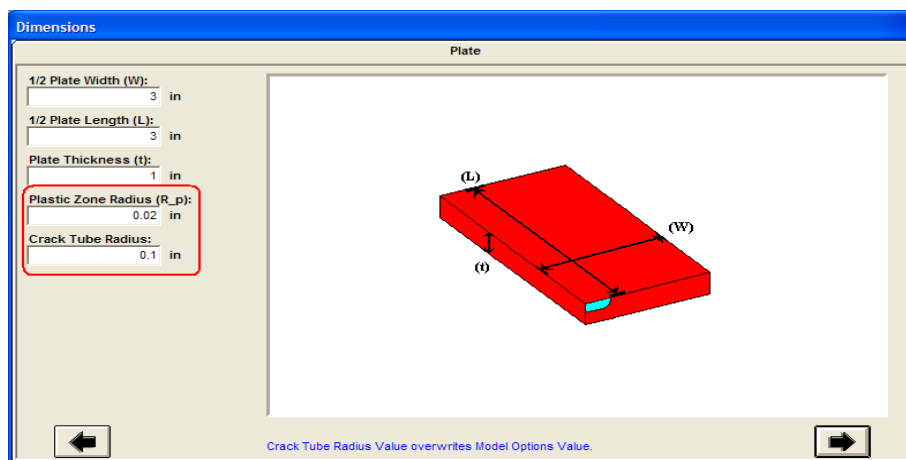 Dimensions
Plate
1/2 Plate Width (W):
3 in
1/2 Plate Length (L):
3 in
Plate Thickness (t):
1 in
Plastic Zone Radius (R_p):
0.02 in
Crack Tube Radius:
0.1 in
(L)
(W)
(t)
Crack Tube Radius Value overwrites Model Options Value.